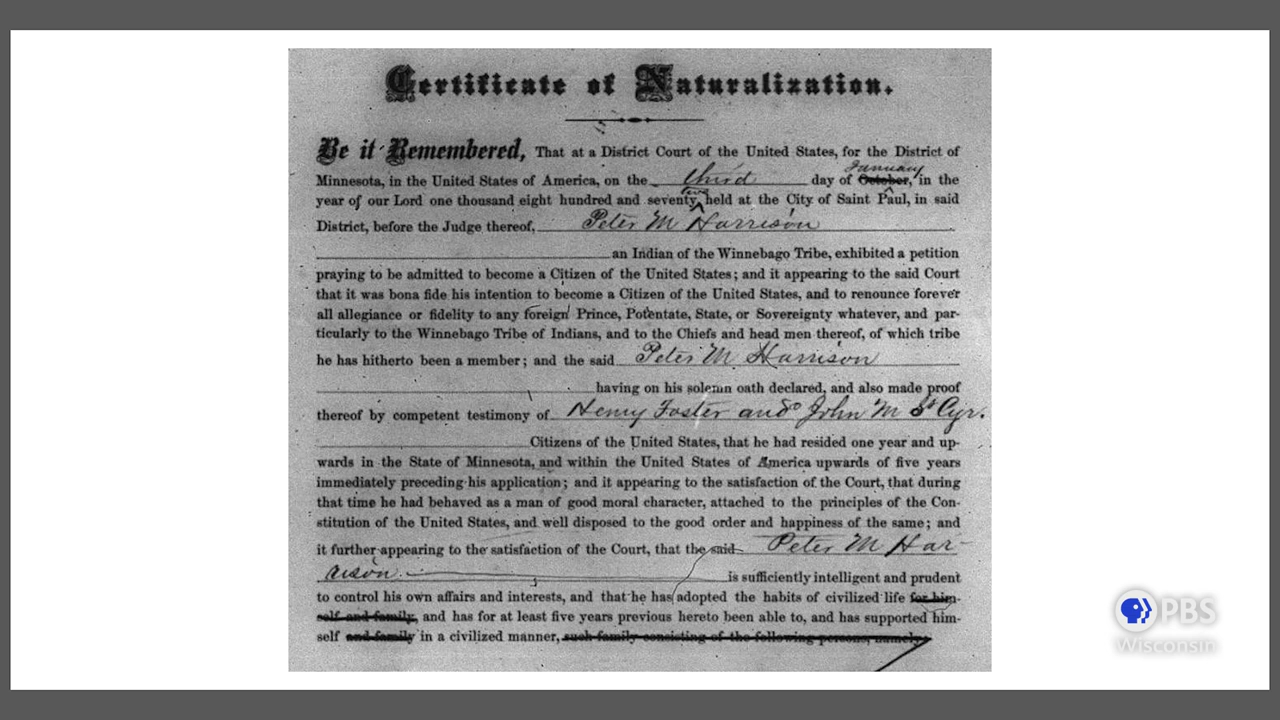 Certificate of Naturalization.
Be it Remembered, That at a District Court of the United States, for the District of
January
Minnesota, in the United States of America, on the third day of October, in the
five
year of our Lord one thousand eight hundred and seventy, held at the City of Saint Paul, in said
District, before the Judge thereof, Peter M Harrison
an Indian of the Winnebago Tribe, exhibited a petition
praying to be admitted to become a Citizen of the United States; and it appearing to the said Court
that it was bona fide his intention to become a Citizen of the United States, and to renounce forever
all allegiance or fidelity to any foreign Prince, Potentate, State, or Sovereignty whatever, and par-
ticularly to the Winnebago Tribe of Indians, and to the Chiefs and head men thereof, of which tribe
he has hitherto been a member; and the said Peter M Harrison
having on his solemn oath declared, and also made proof
thereof by competent testimony of Henry Foster and John M St Cyr.
Citizens of the United States, that he had resided one year and up-
wards in the State of Minnesota, and within the United States of America upwards of five years
immediately preceding his application; and it appearing to the satisfaction of the Court, that during
that time he had behaved as a man of good moral character, attached to the principles of the Con-
stitution of the United States, and well disposed to the good order and happiness of the same; and
it further appearing to the satisfaction of the Court, that the said Peter M Har-
rison. is sufficiently intelligent and prudent
to control his own affairs and interests, and that he has adopted the habits of civilized life for him-
self and family, and has for at least five years previous hereto been able to, and has supported him-
self and family in a civilized manner, such family consisting of the following persons, namely,
PBS
Wisconsin